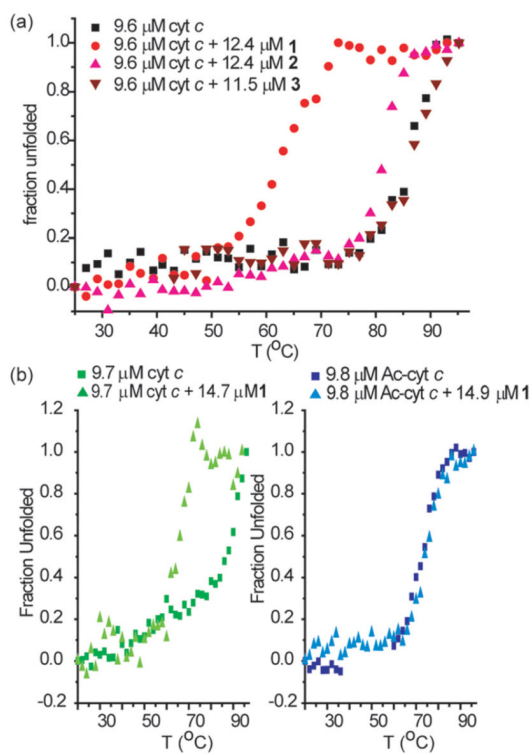 (a)
9.6 μM cyt c
9.6 μM cyt c + 12.4 μM 1
9.6 μM cyt c + 12.4 μM 2
9.6 μM cyt c + 11.5 μM 3
fraction unfolded
1.0
0.8
0.6
0.4
0.2
0.0
30 40 50 60 70 80 90
T (°C)
(b)
9.7 μM cyt c
9.7 μM cyt c + 14.7 μM1
Fraction Unfolded
1.2
1.0
0.8
0.6
0.4
0.2
0.0
-0.2
30 50 70 90
T (°C)
9.8 μM Ac-cyt c
9.8 μM Ac-cyt c + 14.9 μM1
Fraction Unfolded
1.2
1.0
0.8
0.6
0.4
0.2
0.0
-0.2
30 50 70 90
T (°C)